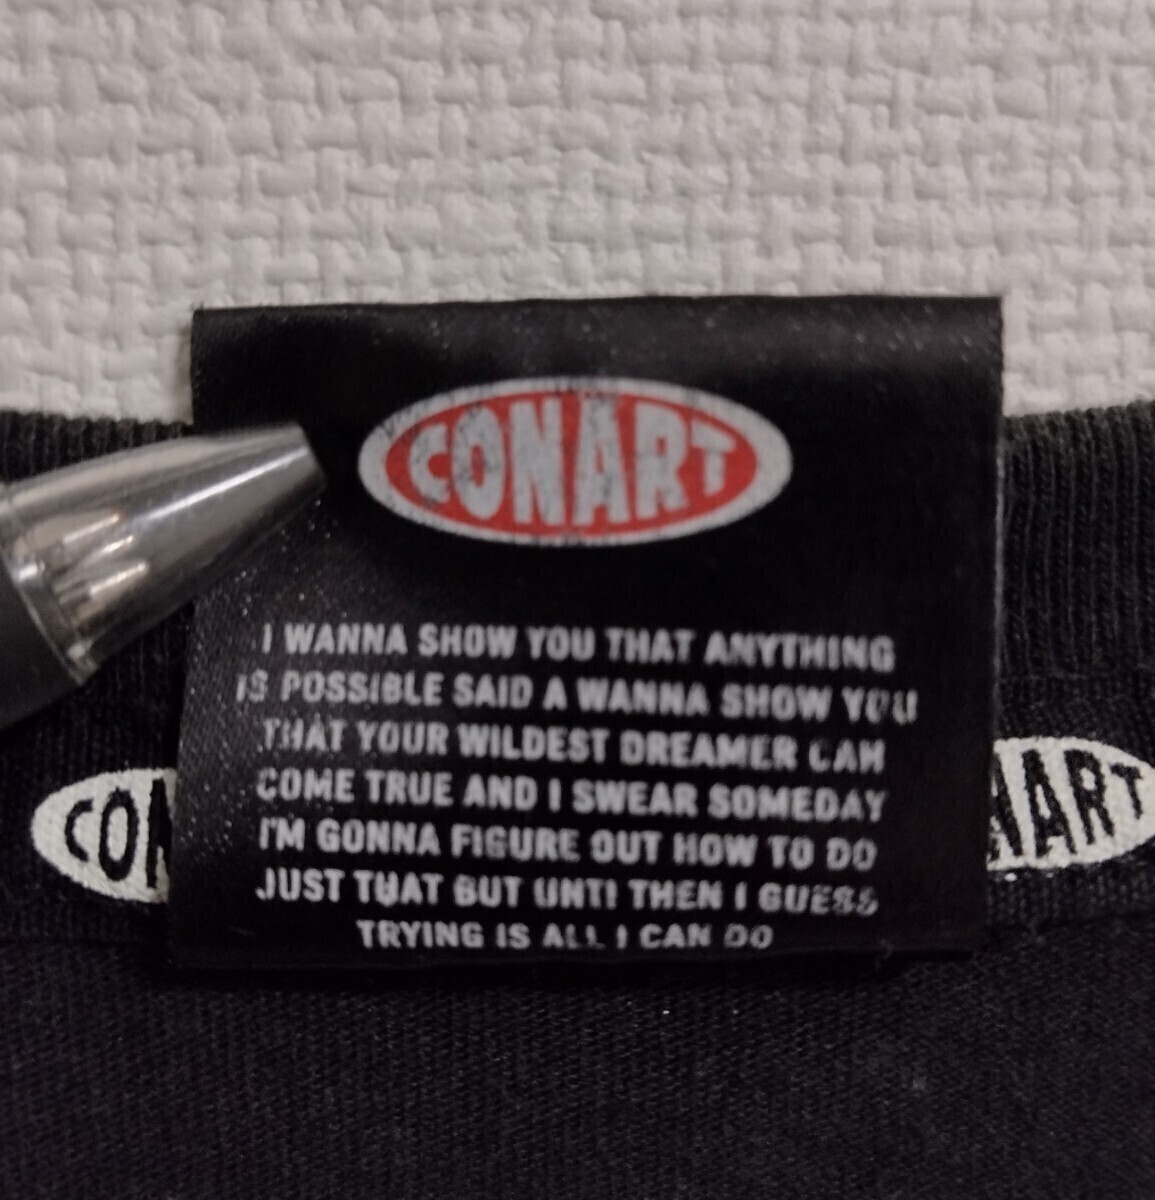 CONART
I WANNA SHOW YOU THAT ANYTHING
IS POSSIBLE SAID A WANNA SHOW YOU
THAT YOUR WILDEST DREAMER CAN
COME TRUE AND I SWEAR SOMEDAY
I'M GONNA FIGURE OUT HOW TO DO
JUST THAT BUT UNTI THEN I GUESS
TRYING IS ALL I CAN DO
CON
NART